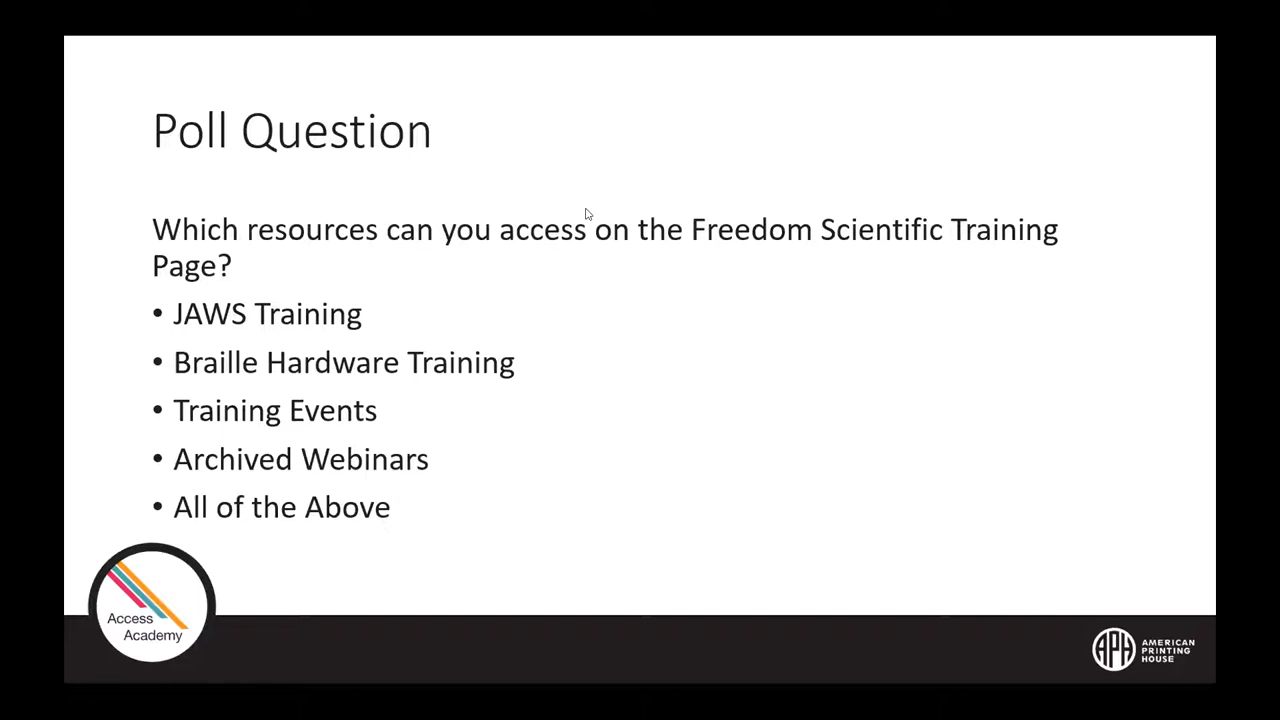 Poll Question
Which resources can you access on the Freedom Scientific Training
Page?
• JAWS Training
• Braille Hardware Training
• Training Events
• Archived Webinars
• All of the Above
Access
Academy
APH
AMERICAN
PRINTING
HOUSE